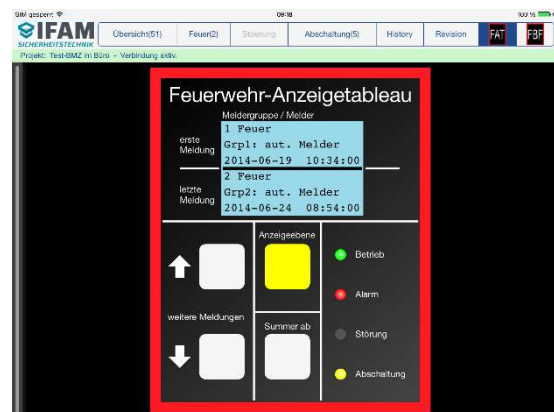 SIM gesperrt 09:18 100 %
IFAM
SICHERHEITSTECHNIK
Übersicht(51) Feuer(2) Störung Abschaltung(5) History Revision FAT FBF
Projekt: Test-BMZ im Büro - Verbindung aktiv.
Feuerwehr-Anzeigetableau
Meldergruppe / Melder
erste
Meldung
1 Feuer
Grp1: aut. Melder
2014-06-19 10:34:00
letzte
Meldung
2 Feuer
Grp2: aut. Melder
2014-06-24 08:54:00
Anzeigeebene
Betrieb
Alarm
weitere Meldungen
Summer ab
Störung
Abschaltung